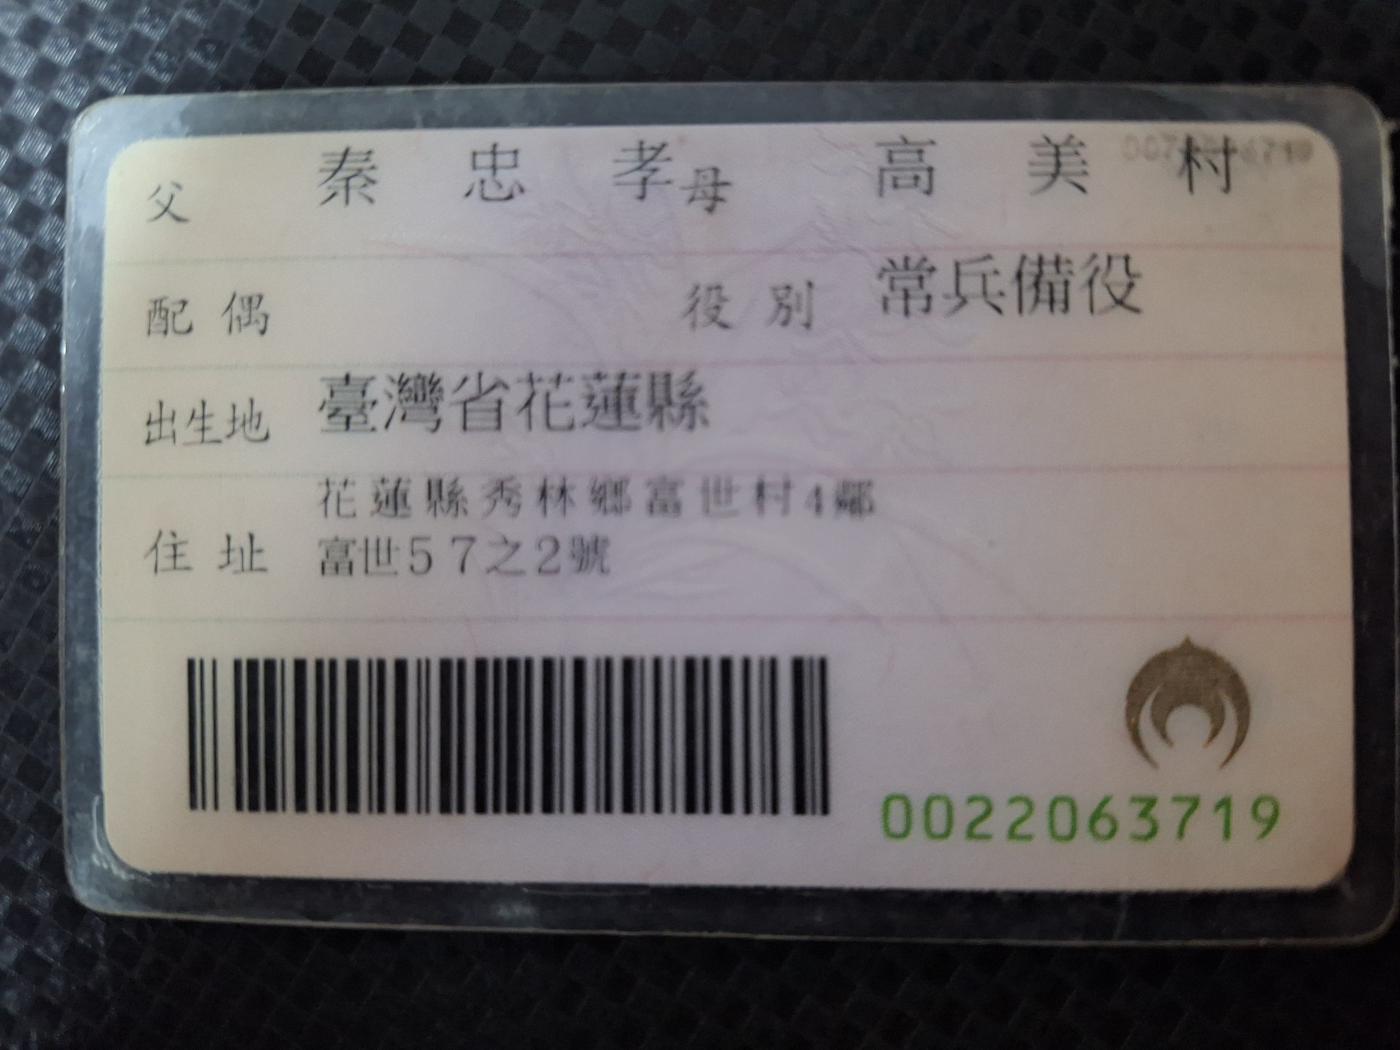 父 秦忠孝 母 高美村
配偶 役別 常兵備役
出生地 臺灣省花蓮縣
住址 花蓮縣秀林鄉富世村4鄰
富世57之2號
0022063719